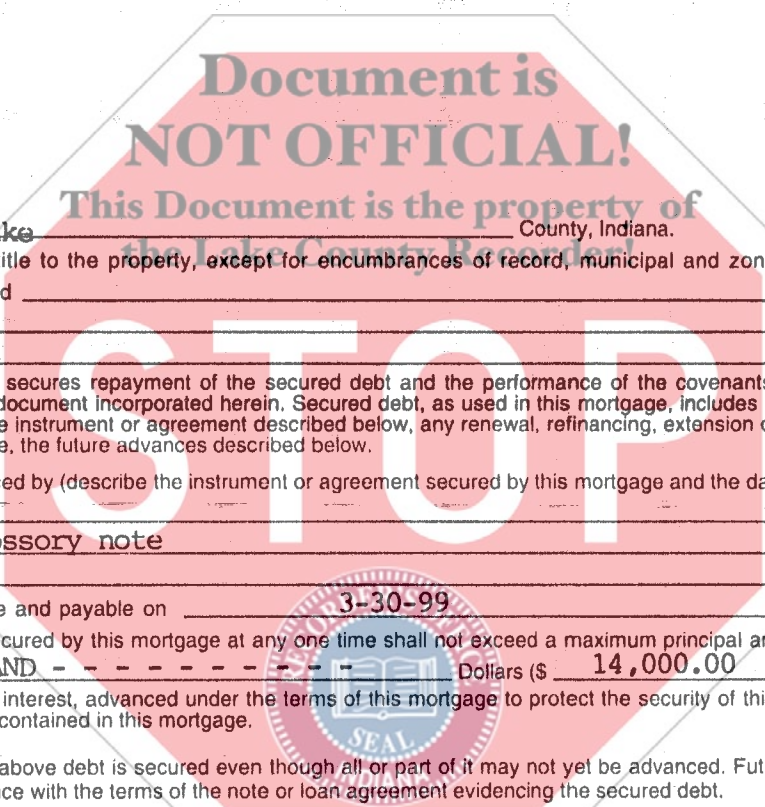 Document is
NOT OFFICIAL!
This Document is the property of
the Lake County Recorder!
ke County, Indiana.
itle to the property, except for encumbrances of record, municipal and zon
d
STOP
secures repayment of the secured debt and the performance of the covenants
document incorporated herein. Secured debt, as used in this mortgage, includes
e instrument or agreement described below, any renewal, refinancing, extension o
e, the future advances described below.
ced by (describe the instrument or agreement secured by this mortgage and the da
ossory note
e and payable on 3-30-99
cured by this mortgage at any one time shall not exceed a maximum principal am
AND - - - - - - - - - - - Dollars ($ 14,000.00
interest, advanced under the terms of this mortgage to protect the security of thi
contained in this mortgage.
SEAL
INDIANA
above debt is secured even though all or part of it may not yet be advanced. Fut
ce with the terms of the note or loan agreement evidencing the secured debt.